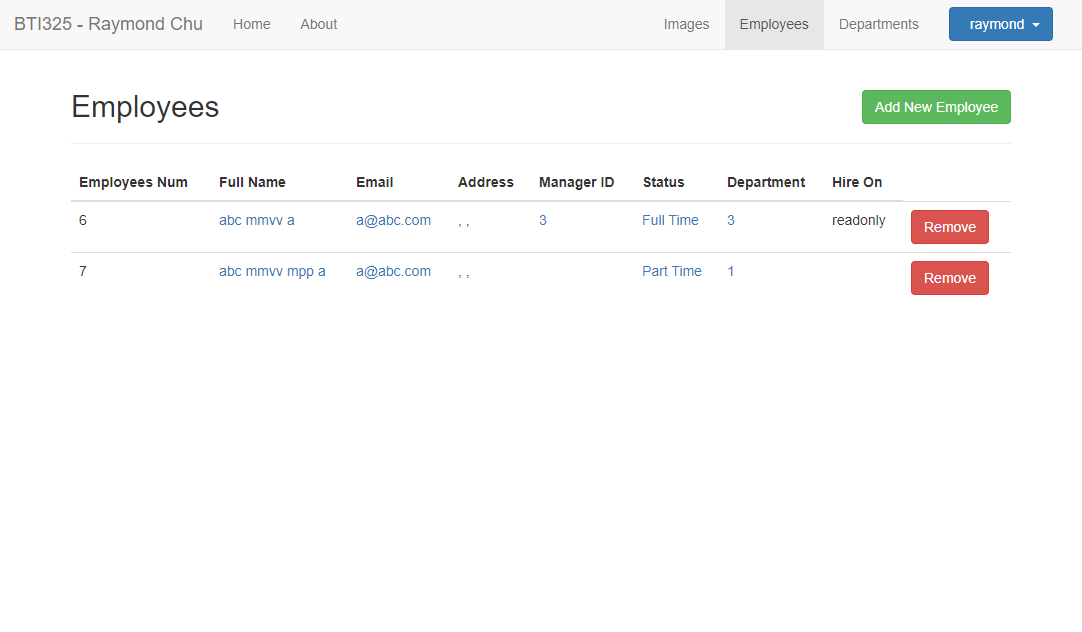 BTI325 - Raymond Chu Home About Images Employees Departments raymond
Employees Add New Employee
Employees Num Full Name Email Address Manager ID Status Department Hire On
6 abc mmvv a a@abc.com , , 3 Full Time 3 readonly Remove
7 abc mmvv mpp a a@abc.com , , Part Time 1 Remove